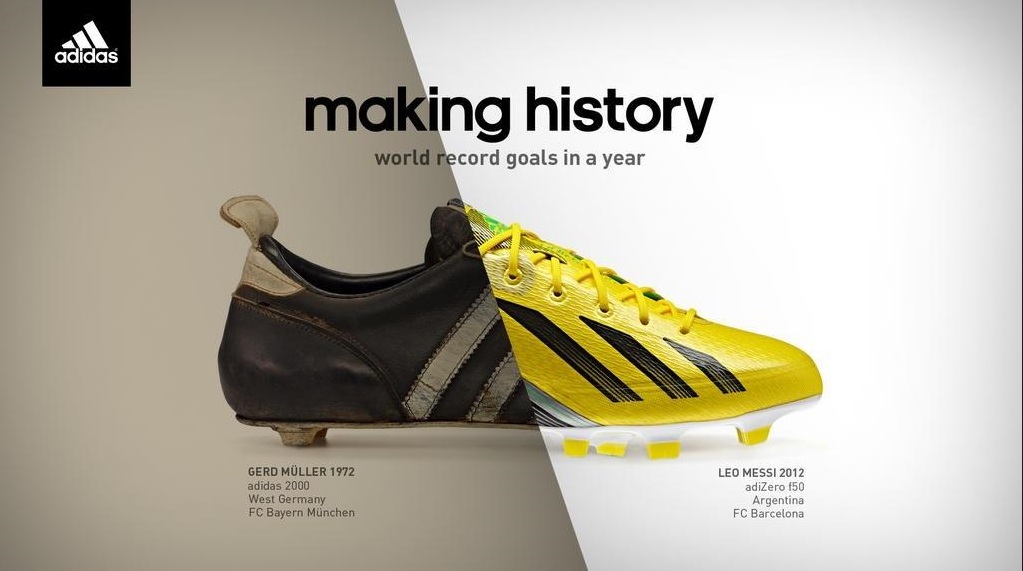 adidas
making history
world record goals in a year
GERD MÜLLER 1972
adidas 2000
West Germany
FC Bayern München
LEO MESSI 2012
adiZero f50
Argentina
FC Barcelona